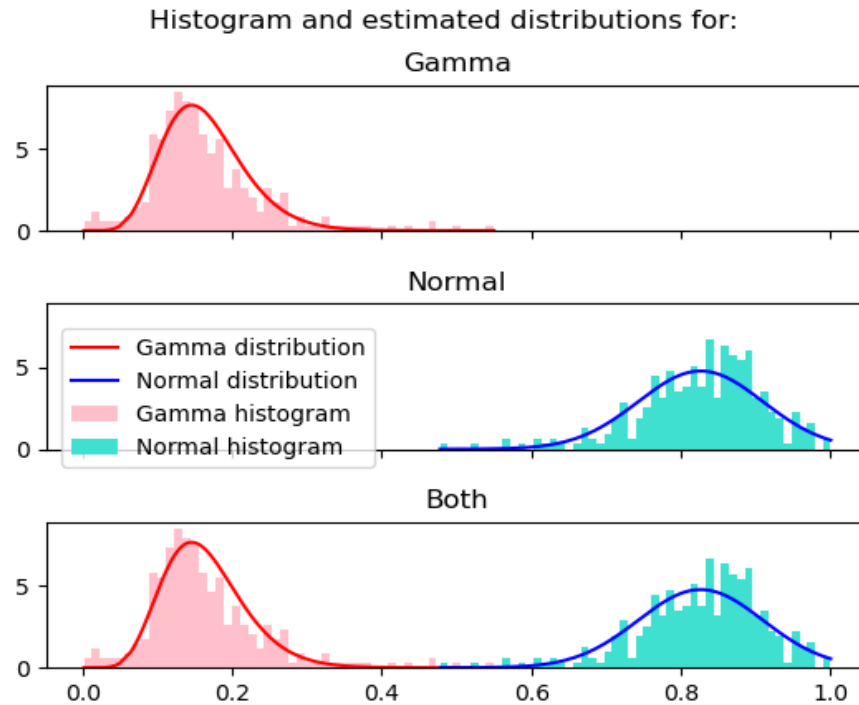 Histogram and estimated distributions for:
Gamma
5
0
Normal
5
0
Gamma distribution
Normal distribution
Gamma histogram
Normal histogram
Both
5
0
0.0 0.2 0.4 0.6 0.8 1.0